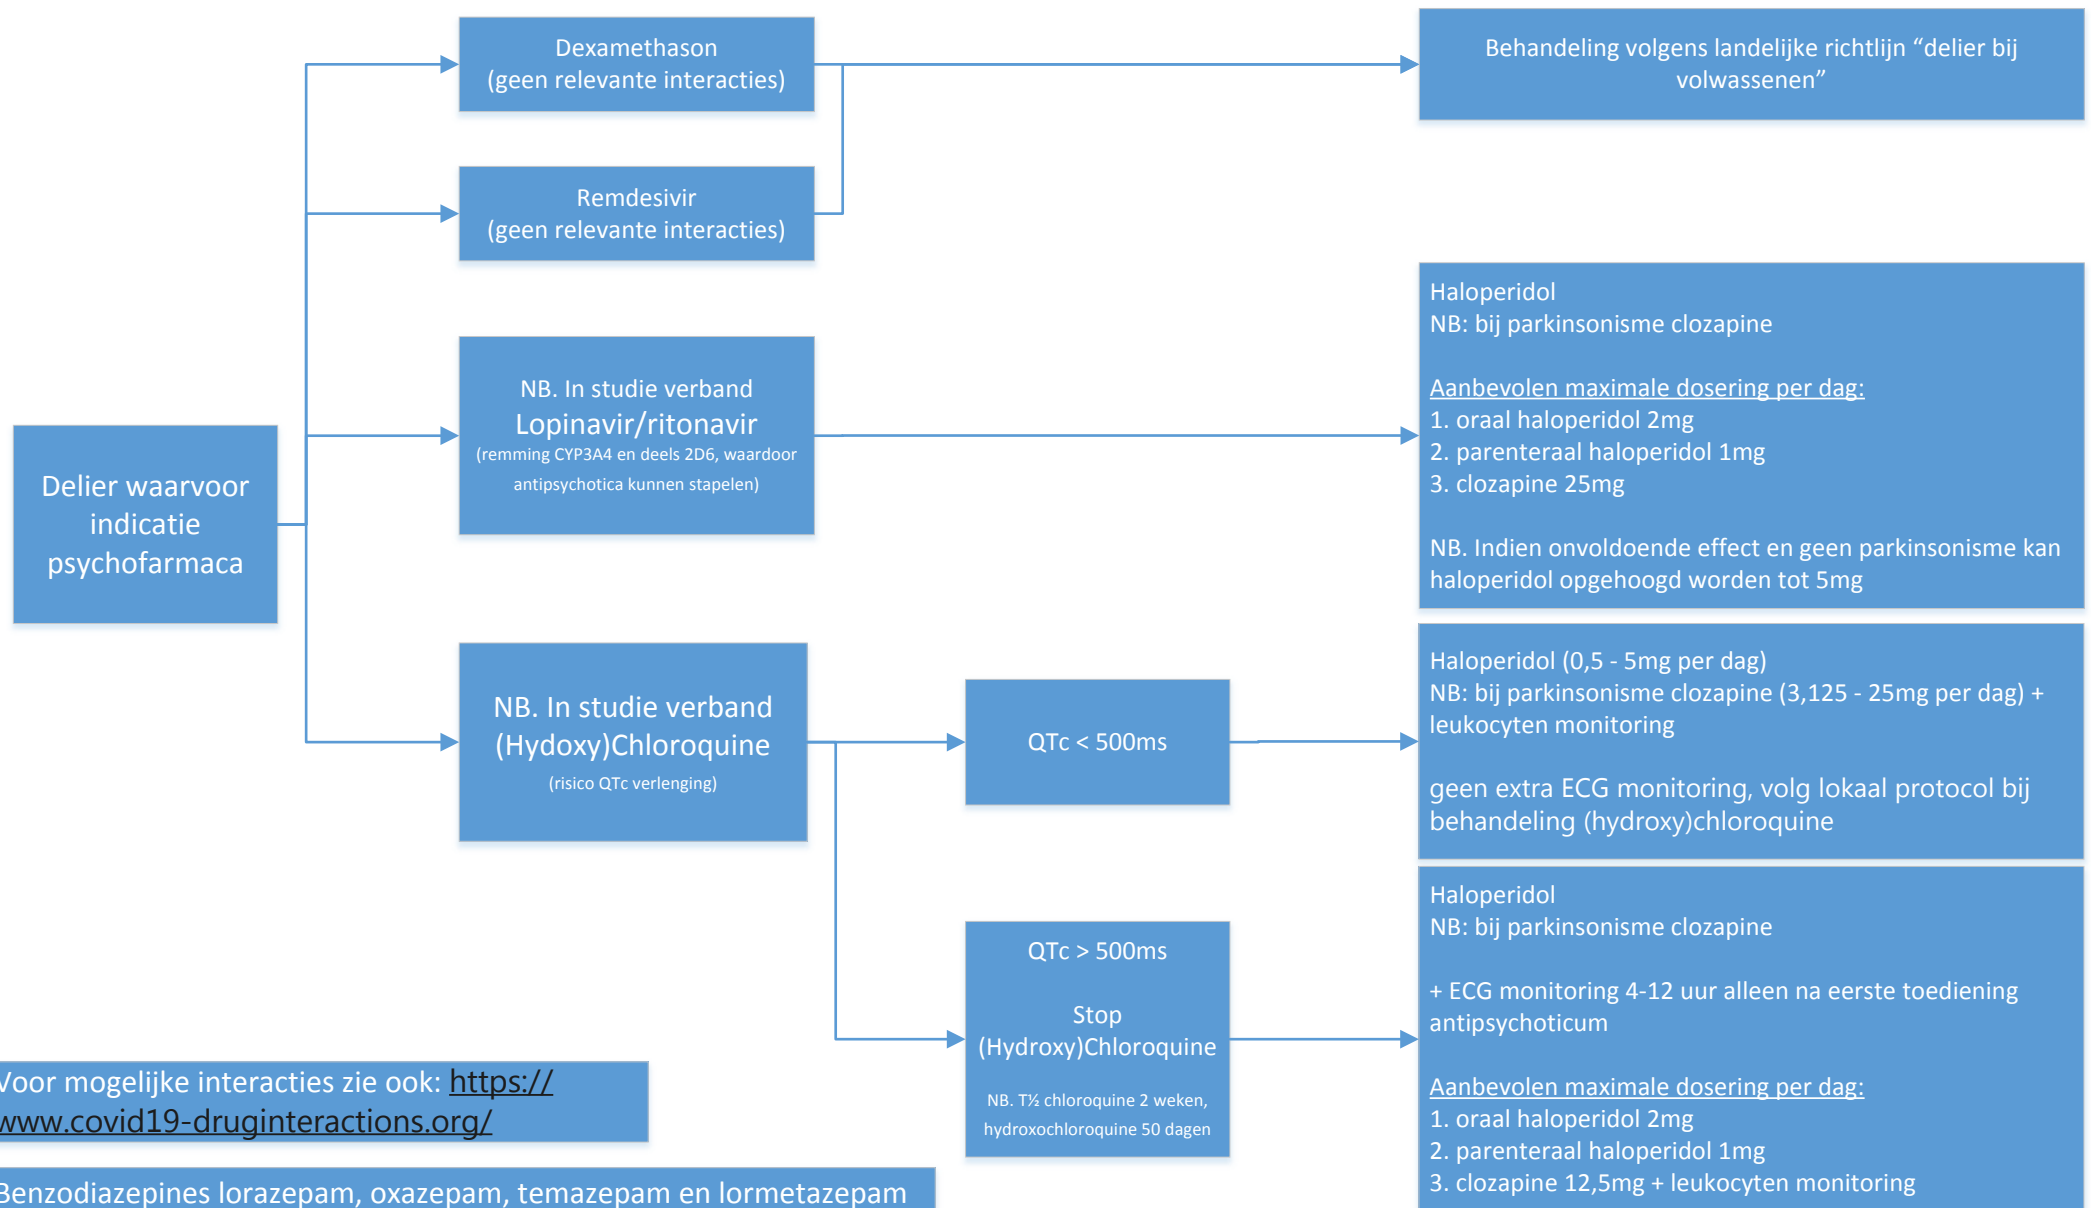 Dexamethason
(geen relevante interacties)
Behandeling volgens landelijke richtlijn “delier bij
volwassenen”
Remdesivir
(geen relevante interacties)
NB. In studie verband
Lopinavir/ritonavir
(remming CYP3A4 en deels 2D6, waardoor
antipsychotica kunnen stapelen)
Haloperidol
NB: bij parkinsonisme clozapine
Aanbevolen maximale dosering per dag:
1. oraal haloperidol 2mg
2. parenteraal haloperidol 1mg
3. clozapine 25mg
NB. Indien onvoldoende effect en geen parkinsonisme kan
haloperidol opgehoogd worden tot 5mg
Delier waarvoor
indicatie
psychofarmaca
NB. In studie verband
(Hydoxy)Chloroquine
(risico QTc verlenging)
QTc < 500ms
Haloperidol (0,5 - 5mg per dag)
NB: bij parkinsonisme clozapine (3,125 - 25mg per dag) +
leukocyten monitoring
geen extra ECG monitoring, volg lokaal protocol bij
behandeling (hydroxy)chloroquine
QTc > 500ms
Stop
(Hydroxy)Chloroquine
NB. T½ chloroquine 2 weken,
hydroxochloroquine 50 dagen
Haloperidol
NB: bij parkinsonisme clozapine
+ ECG monitoring 4-12 uur alleen na eerste toediening
antipsychoticum
Aanbevolen maximale dosering per dag:
1. oraal haloperidol 2mg
2. parenteraal haloperidol 1mg
3. clozapine 12,5mg + leukocyten monitoring
Voor mogelijke interacties zie ook: https://
www.covid19-druginteractions.org/
Benzodiazepines lorazepam, oxazepam, temazepam en lormetazepam